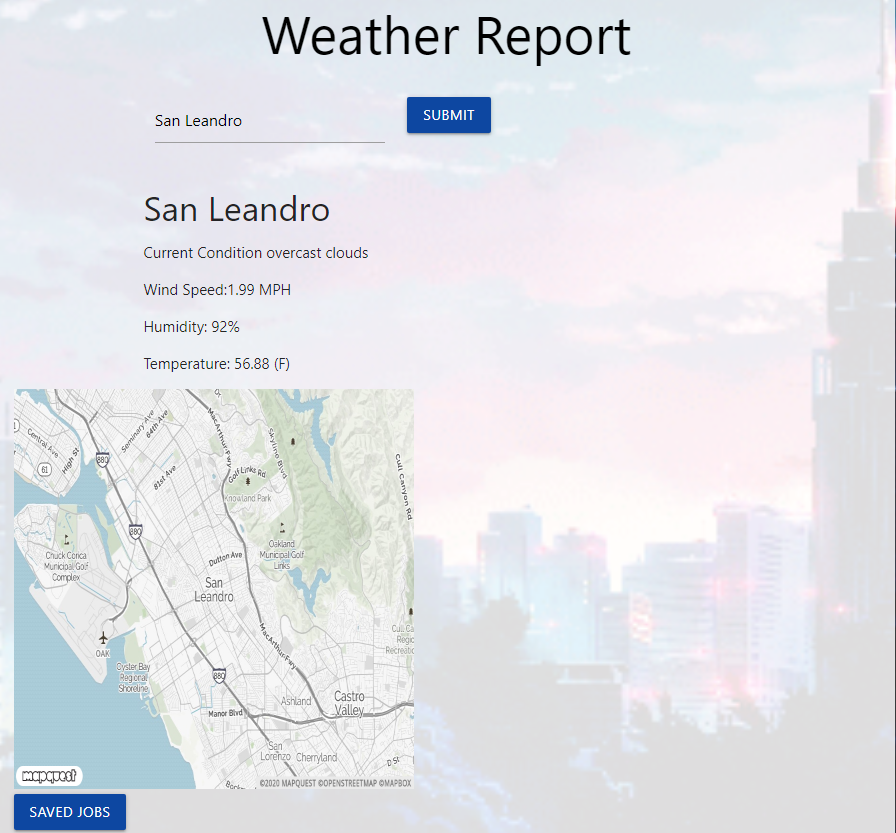 Weather Report
San Leandro
SUBMIT
San Leandro
Current Condition overcast clouds
Wind Speed:1.99 MPH
Humidity: 92%
Temperature: 56.88 (F)
Central Ave
High St
61
880
Seminary Ave
64th Ave
81st Ave
MacArthur Fwy
Skyline Blvd
Golf Links Rd
Knowland Park
Cull Canyon Rd
880
Chuck Corica
Municipal Golf
Complex
Oakland
Municipal Golf
Links
Dutton Ave
San
Leandro
OAK
MacArthur Fwy
Oyster Bay
Regional
Shoreline
880
Manor Blvd
Ashland
Castro
Valley
San
Lorenzo
Cherryland
D St
mapquest
©2020 MAPQUEST ©OPENSTREETMAP ©MAPBOX
SAVED JOBS